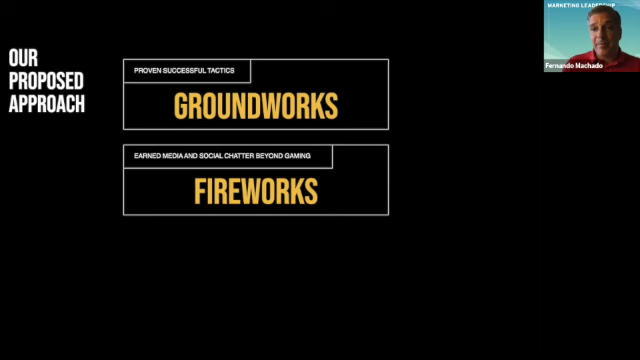 OUR
PROPOSED
APPROACH
PROVEN SUCCESSFUL TACTICS
GROUNDWORKS
EARNED MEDIA AND SOCIAL CHATTER BEYOND GAMING
FIREWORKS
MARKETING LEADERSHIP
Fernando Machado